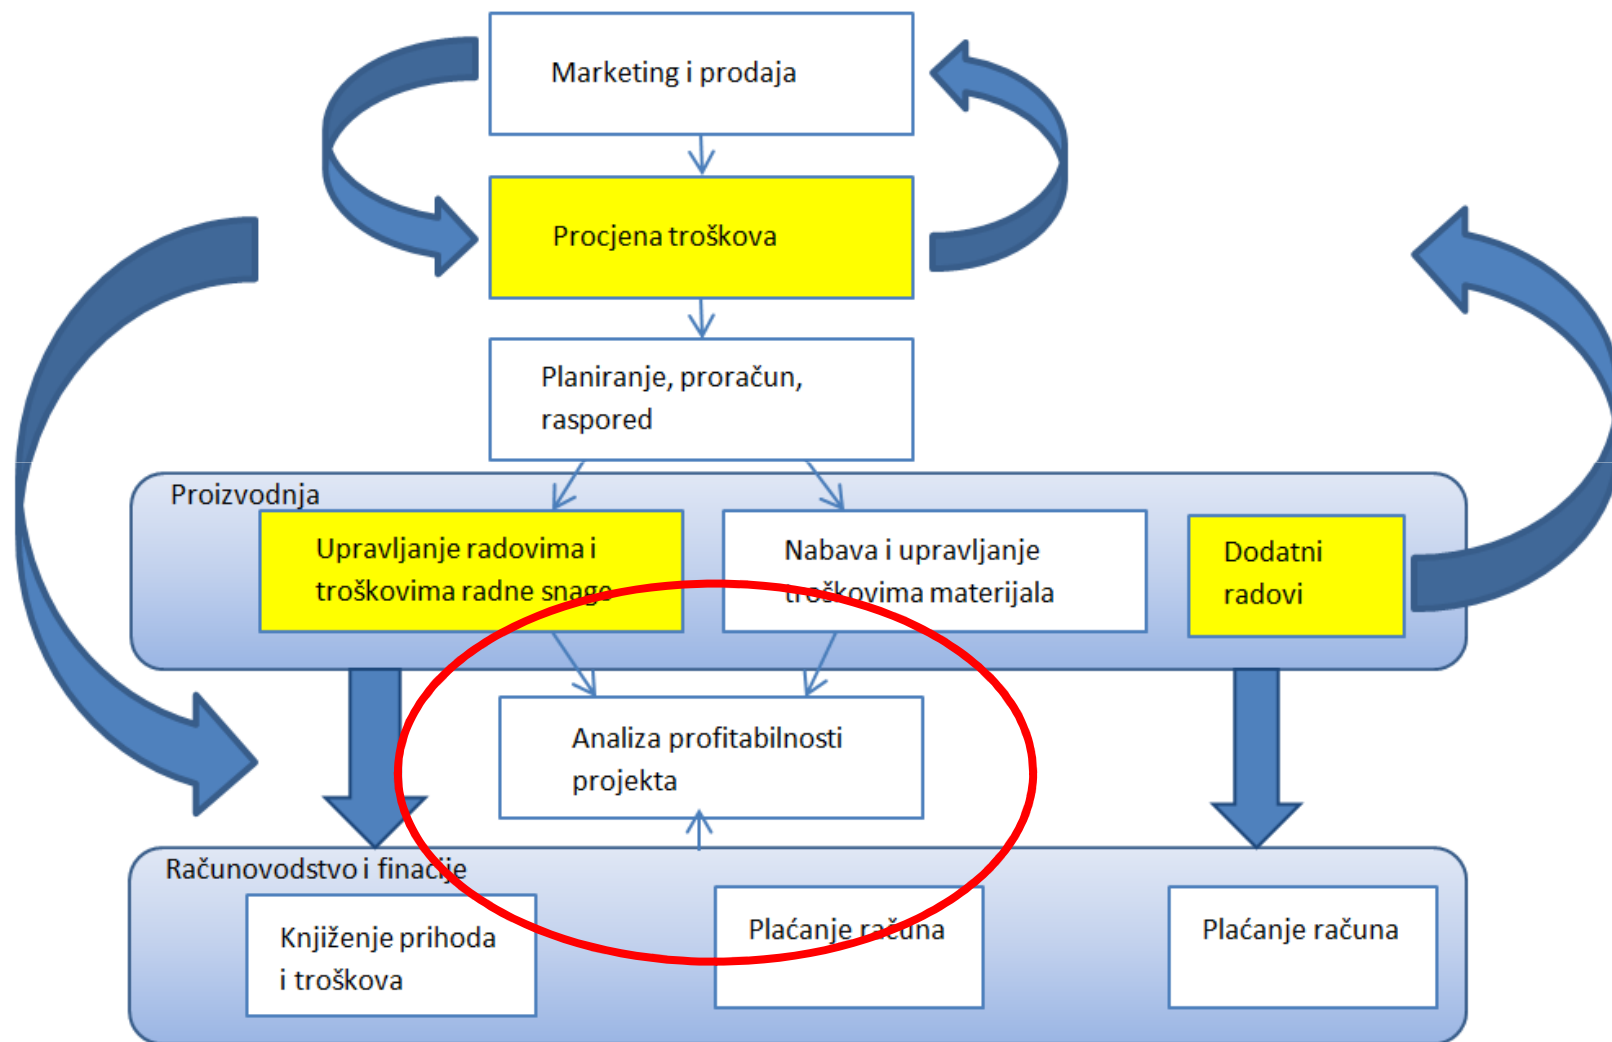 Marketing i prodaja
Procjena troškova
Planiranje, proračun,
raspored
Proizvodnja
Upravljanje radovima i
troškovima radne snage
Nabava i upravljanje
troškovima materijala
Dodatni
radovi
Analiza profitabilnosti
projekta
Računovodstvo i finacije
Knjiženje prihoda
i troškova
Plaćanje računa
Plaćanje računa